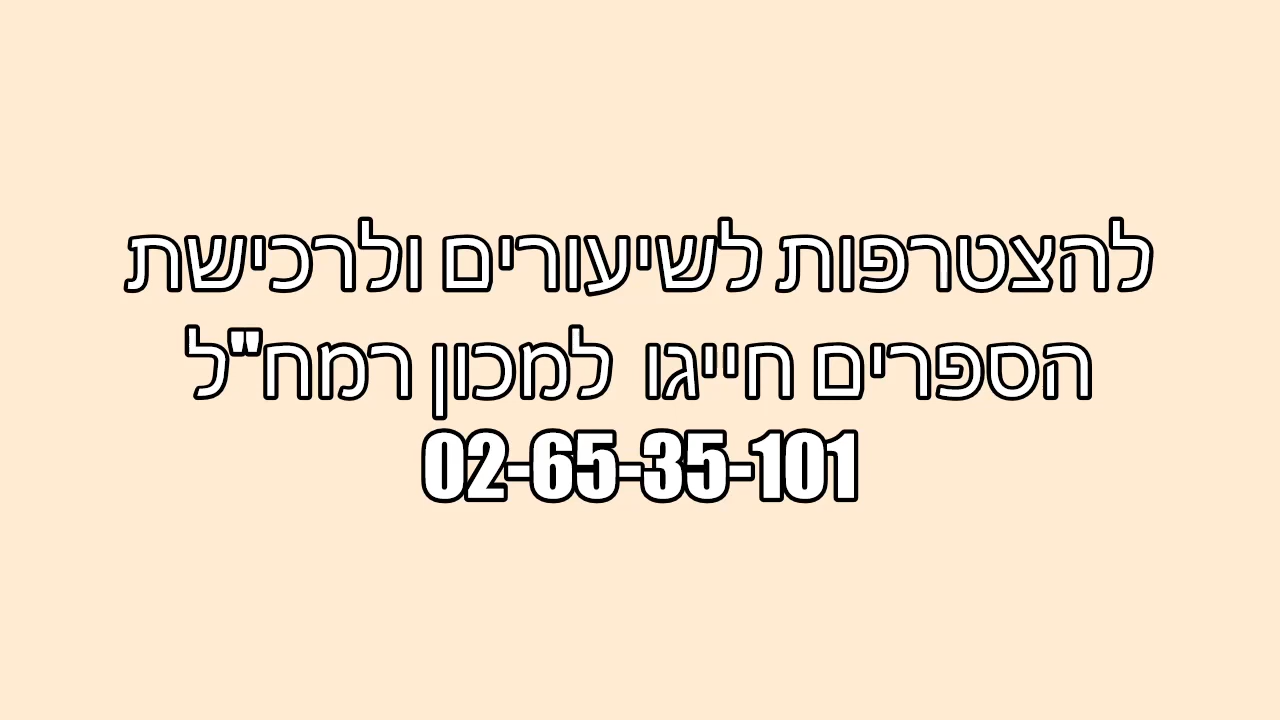 להצטרפות לשיעורים ולרכישת
הספרים חייגו למכון רמח"ל
02-65-35-101